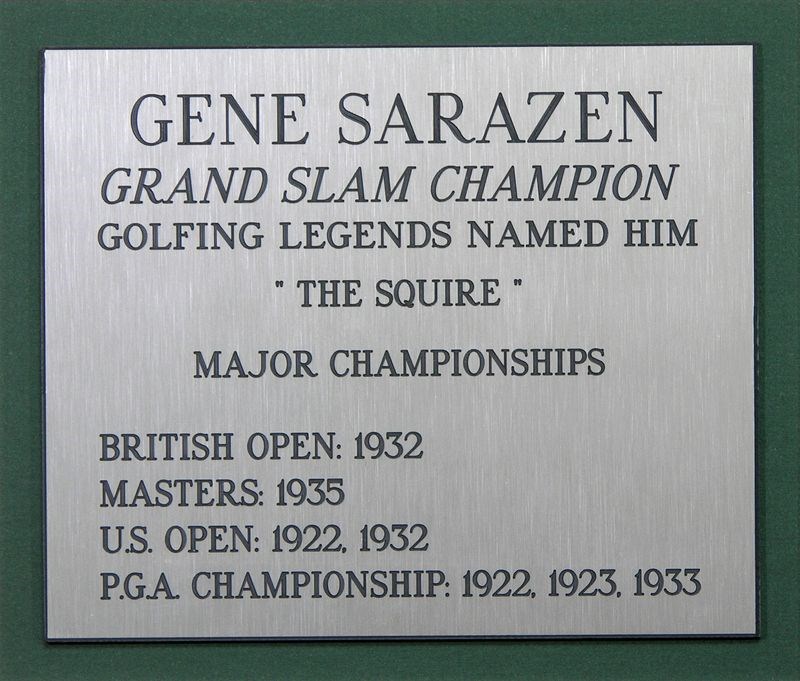 GENE SARAZEN
GRAND SLAM CHAMPION
GOLFING LEGENDS NAMED HIM
" THE SQUIRE "
MAJOR CHAMPIONSHIPS
BRITISH OPEN: 1932
MASTERS: 1935
U.S. OPEN: 1922, 1932
P.G.A. CHAMPIONSHIP: 1922, 1923, 1933